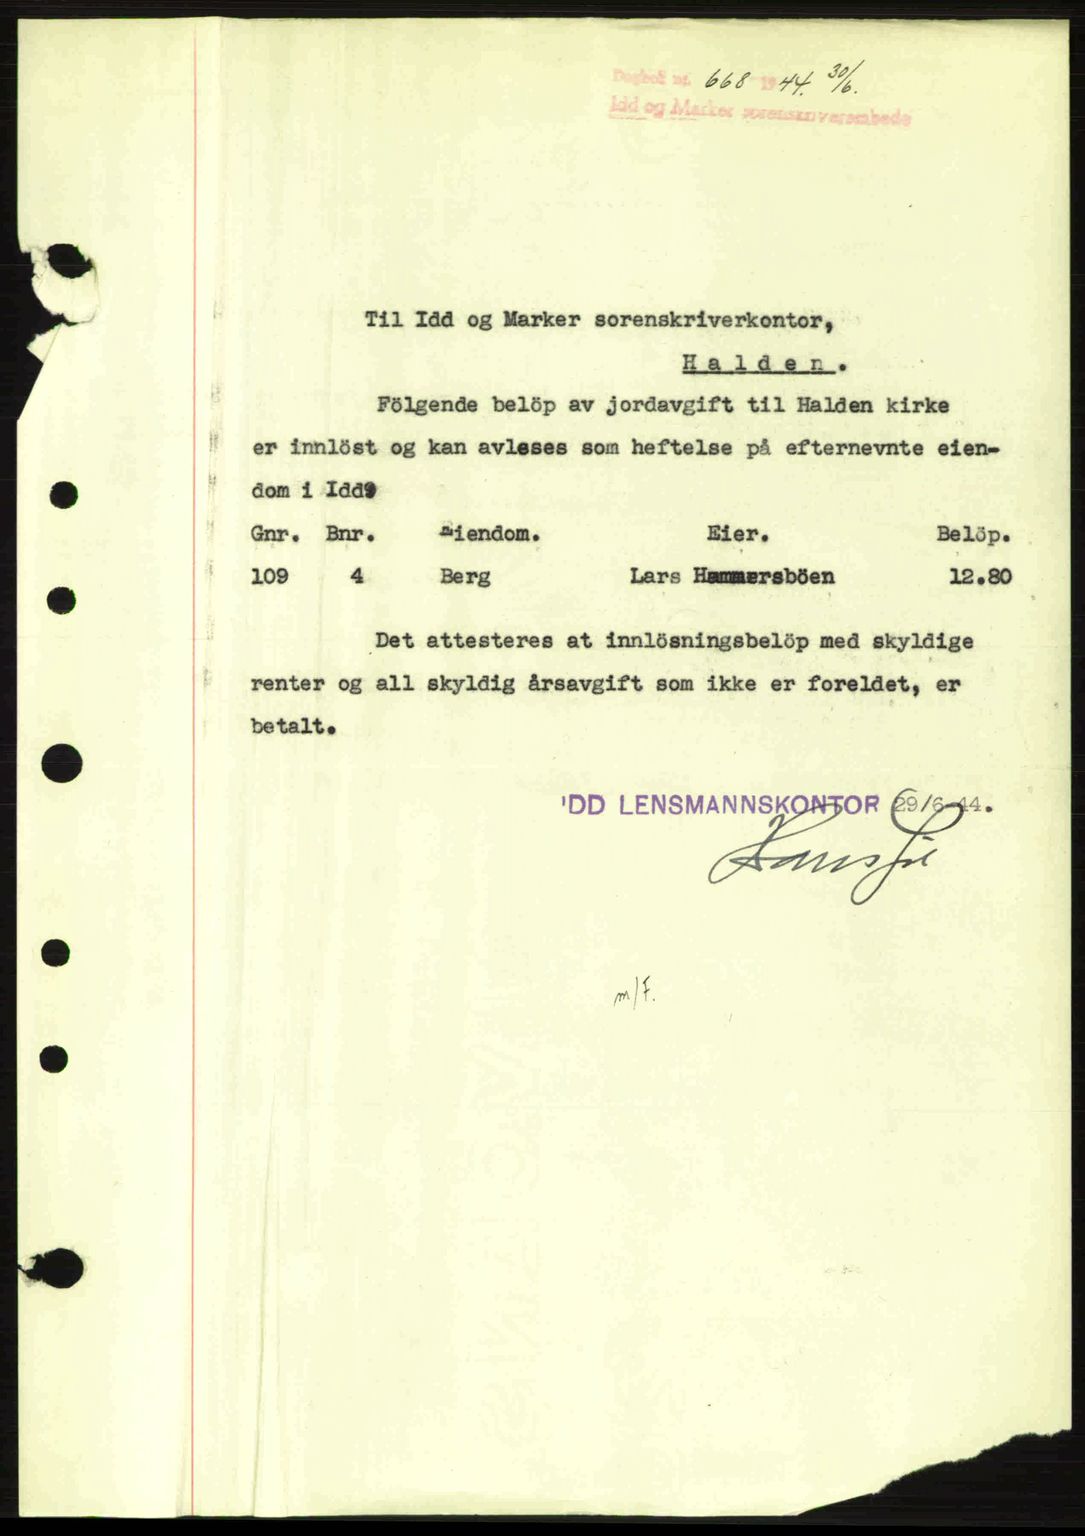 Dagbok nr. 668 1944. 30/6.
Idd og Marker sorenskriverembede
Til Idd og Marker sorenskriverkontor,
Halden.
Fölgende belöp av jordavgift til Halden kirke
er innlöst og kan avleses som heftelse på efternevnte eien-
dom i Idd
Gnr. Bnr. Eiendom. Eier. Belöp.
109 4 Berg Lars Hammersböen 12.80
Det attesteres at innlösningsbelöp med skyldige
renter og all skyldig årsavgift som ikke er foreldet, er
betalt.
IDD LENSMANNSKONTOR 29/6-44.
m/F.